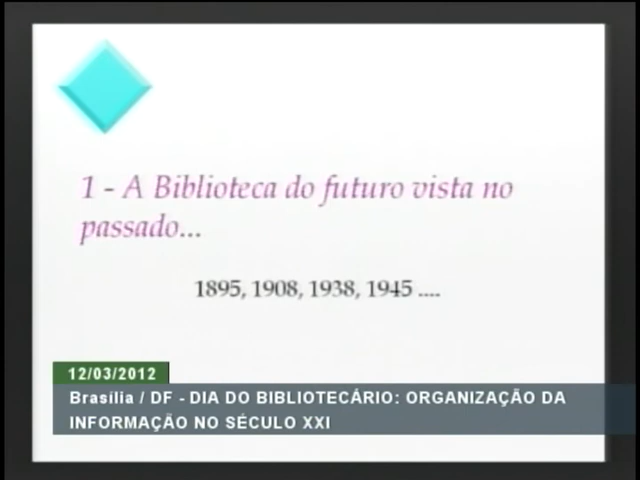 1 - A Biblioteca do futuro vista no
passado...
1895, 1908, 1938, 1945 ....
12/03/2012
Brasília / DF - DIA DO BIBLIOTECÁRIO: ORGANIZAÇÃO DA
INFORMAÇÃO NO SÉCULO XXI